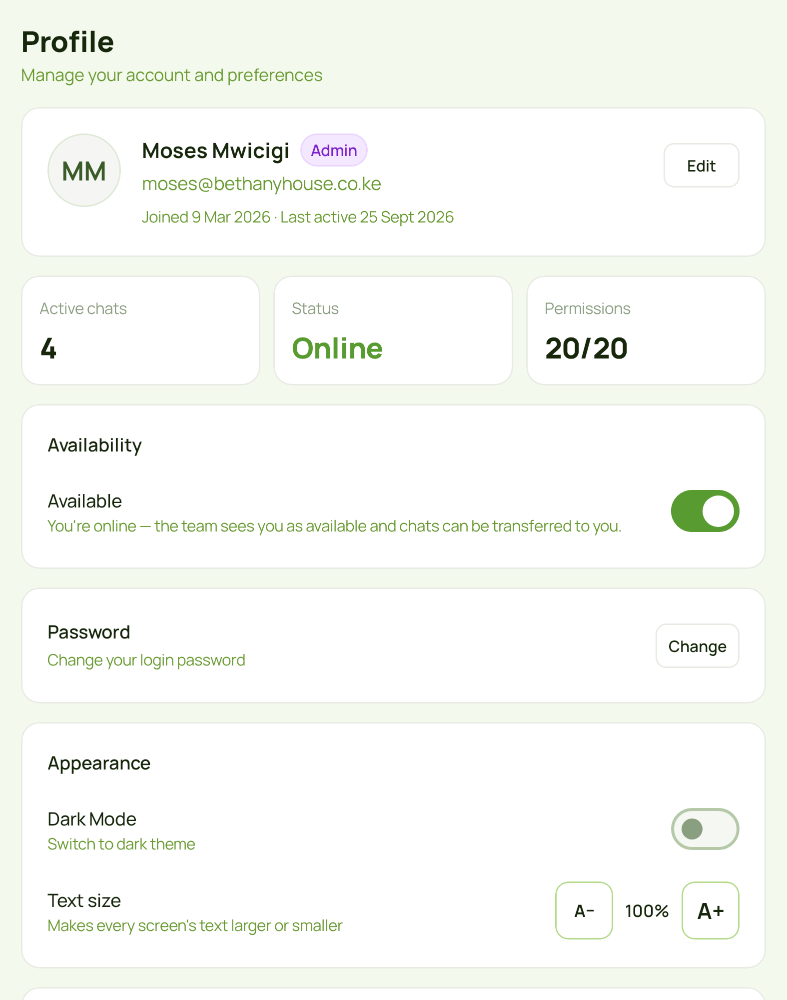 Profile
Manage your account and preferences
MM
Moses Mwicigi Admin
moses@bethanyhouse.co.ke
Joined 9 Mar 2026 · Last active 25 Sept 2026
Edit
Active chats
4
Status
Online
Permissions
20/20
Availability
Available
You're online — the team sees you as available and chats can be transferred to you.
Password
Change your login password
Change
Appearance
Dark Mode
Switch to dark theme
Text size
Makes every screen's text larger or smaller
A− 100% A+